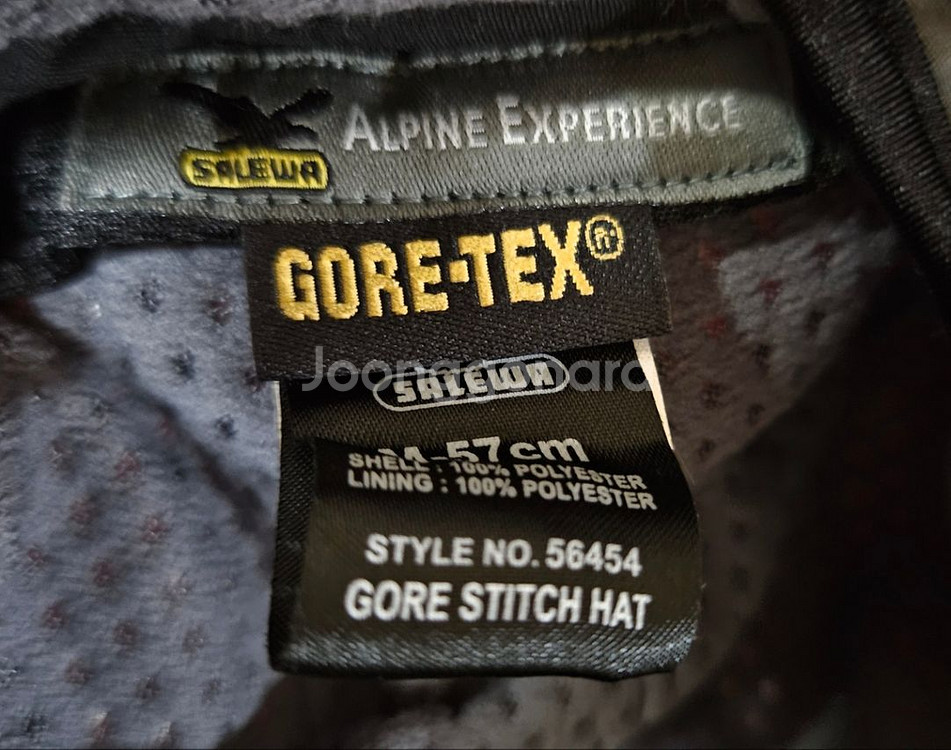 SALEWA
ALPINE EXPERIENCE
GORE-TEX®
SALEWA
57cm
SHELL : 100% POLYESTER
LINING : 100% POLYESTER
STYLE NO. 56454
GORE STITCH HAT